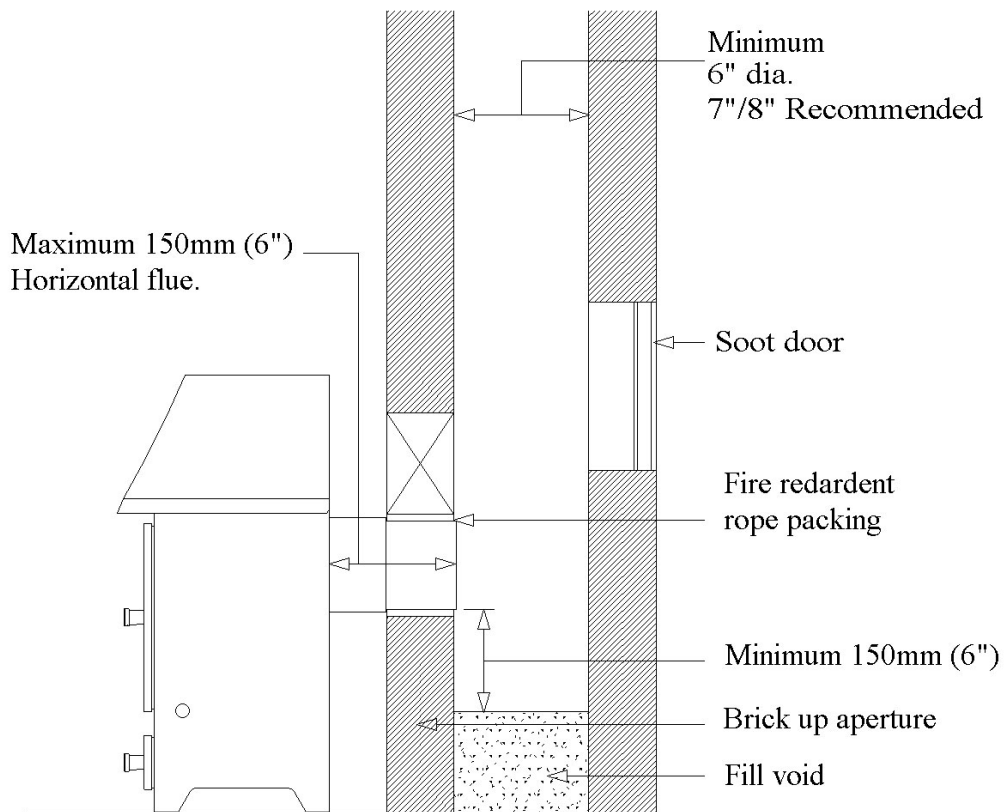 Minimum
6" dia.
7"/8" Recommended
Maximum 150mm (6")
Horizontal flue.
Soot door
Fire redardent
rope packing
Minimum 150mm (6")
Brick up aperture
Fill void